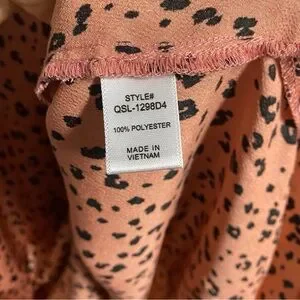 STYLE#
QSL-1298D4
100% POLYESTER
MADE IN
VIETNAM